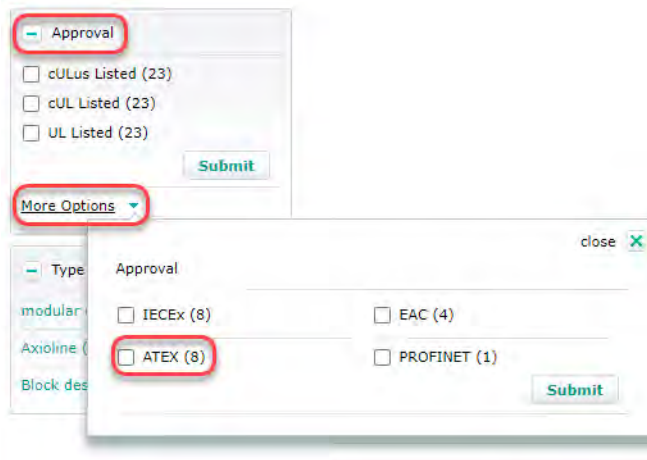 Approval
cULus Listed (23)
cUL Listed (23)
UL Listed (23)
Submit
More Options
close
Type
Approval
modular
IECEx (8)
EAC (4)
Axioline (
ATEX (8)
PROFINET (1)
Block des
Submit